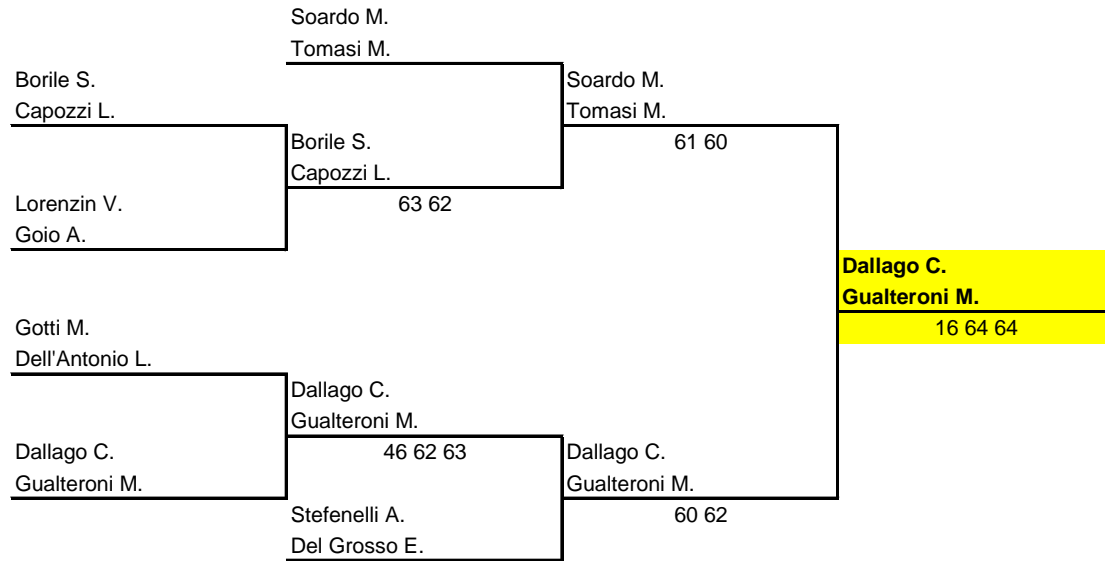 Soardo M.
Tomasi M.
Borile S.
Soardo M.
Capozzi L.
Tomasi M.
Borile S.
61 60
Capozzi L.
Lorenzin V.
63 62
Goio A.
Dallago C.
Gualteroni M.
Gotti M.
16 64 64
Dell'Antonio L.
Dallago C.
Gualteroni M.
Dallago C.
46 62 63
Dallago C.
Gualteroni M.
Gualteroni M.
Stefenelli A.
60 62
Del Grosso E.